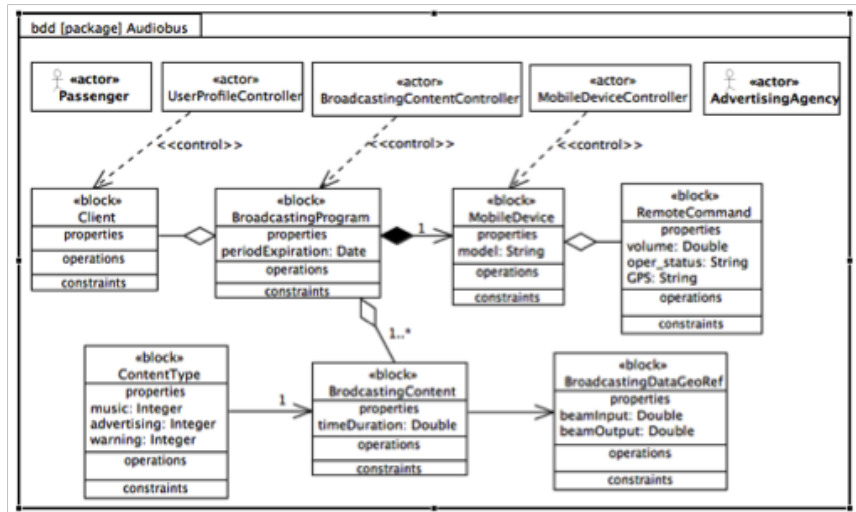 bdd [package] Audiobus
«actor»
Passenger
«actor»
UserProfileController
«actor»
BroadcastingContentController
«actor»
MobileDeviceController
«actor»
AdvertisingAgency
<<control>>
<<control>>
<<control>>
«block»
Client
properties
operations
constraints
«block»
BroadcastingProgram
properties
periodExpiration: Date
operations
constraints
1
«block»
MobileDevice
properties
model: String
operations
constraints
«block»
RemoteCommand
properties
volume: Double
oper_status: String
GPS: String
operations
constraints
1..*
«block»
ContentType
properties
music: Integer
advertising: Integer
warning: Integer
operations
constraints
1
«block»
BrodcastingContent
properties
timeDuration: Double
operations
constraints
«block»
BroadcastingDataGeoRef
properties
beamInput: Double
beamOutput: Double
operations
constraints